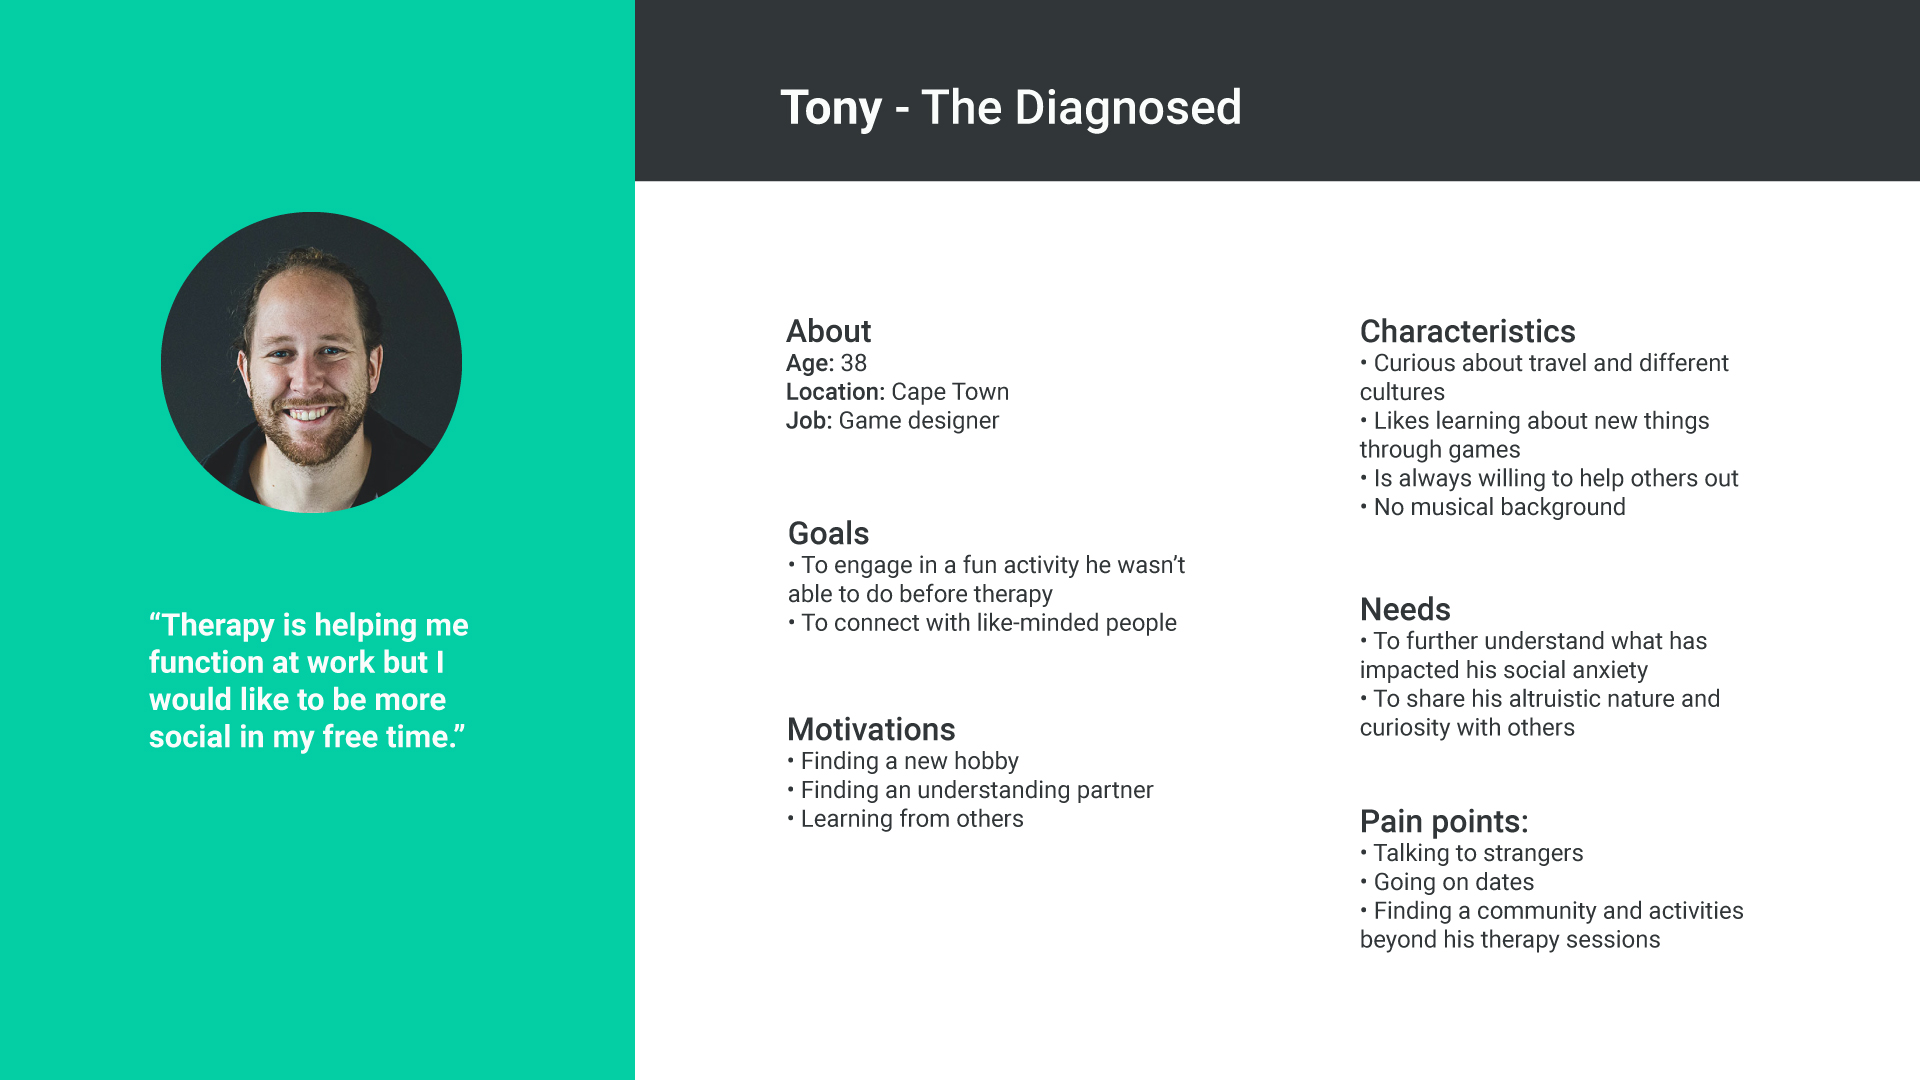 Tony - The Diagnosed
“Therapy is helping me
function at work but I
would like to be more
social in my free time.”
About
Age: 38
Location: Cape Town
Job: Game designer
Goals
• To engage in a fun activity he wasn’t
able to do before therapy
• To connect with like-minded people
Motivations
• Finding a new hobby
• Finding an understanding partner
• Learning from others
Characteristics
• Curious about travel and different
cultures
• Likes learning about new things
through games
• Is always willing to help others out
• No musical background
Needs
• To further understand what has
impacted his social anxiety
• To share his altruistic nature and
curiosity with others
Pain points:
• Talking to strangers
• Going on dates
• Finding a community and activities
beyond his therapy sessions